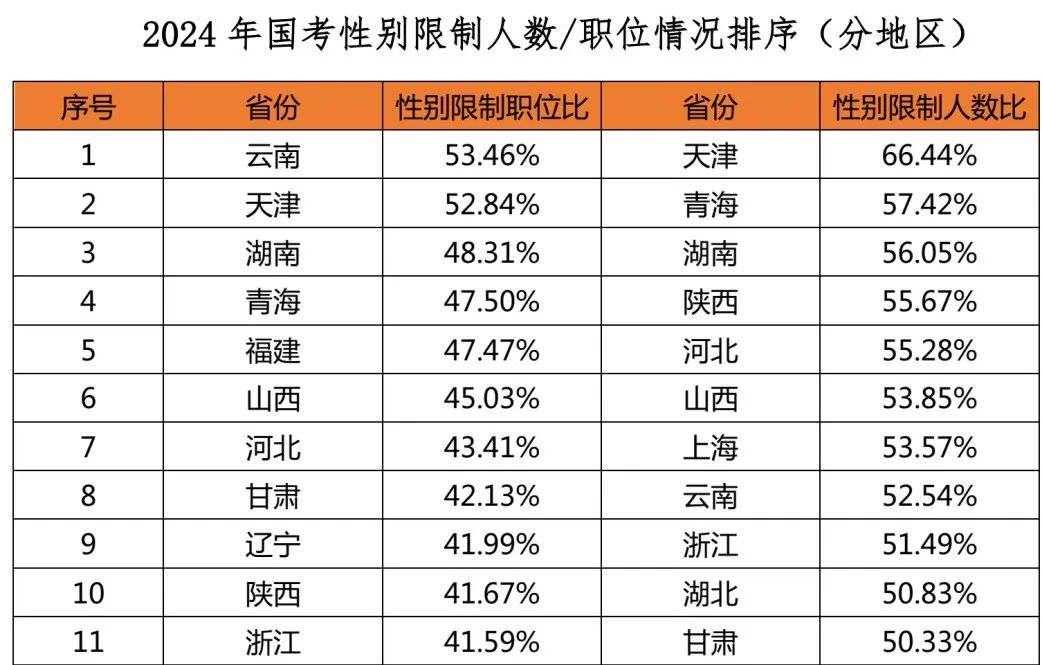 2024 年国考性别限制人数/职位情况排序（分地区）
序号 省份 性别限制职位比 省份 性别限制人数比
1 云南 53.46% 天津 66.44%
2 天津 52.84% 青海 57.42%
3 湖南 48.31% 湖南 56.05%
4 青海 47.50% 陕西 55.67%
5 福建 47.47% 河北 55.28%
6 山西 45.03% 山西 53.85%
7 河北 43.41% 上海 53.57%
8 甘肃 42.13% 云南 52.54%
9 辽宁 41.99% 浙江 51.49%
10 陕西 41.67% 湖北 50.83%
11 浙江 41.59% 甘肃 50.33%